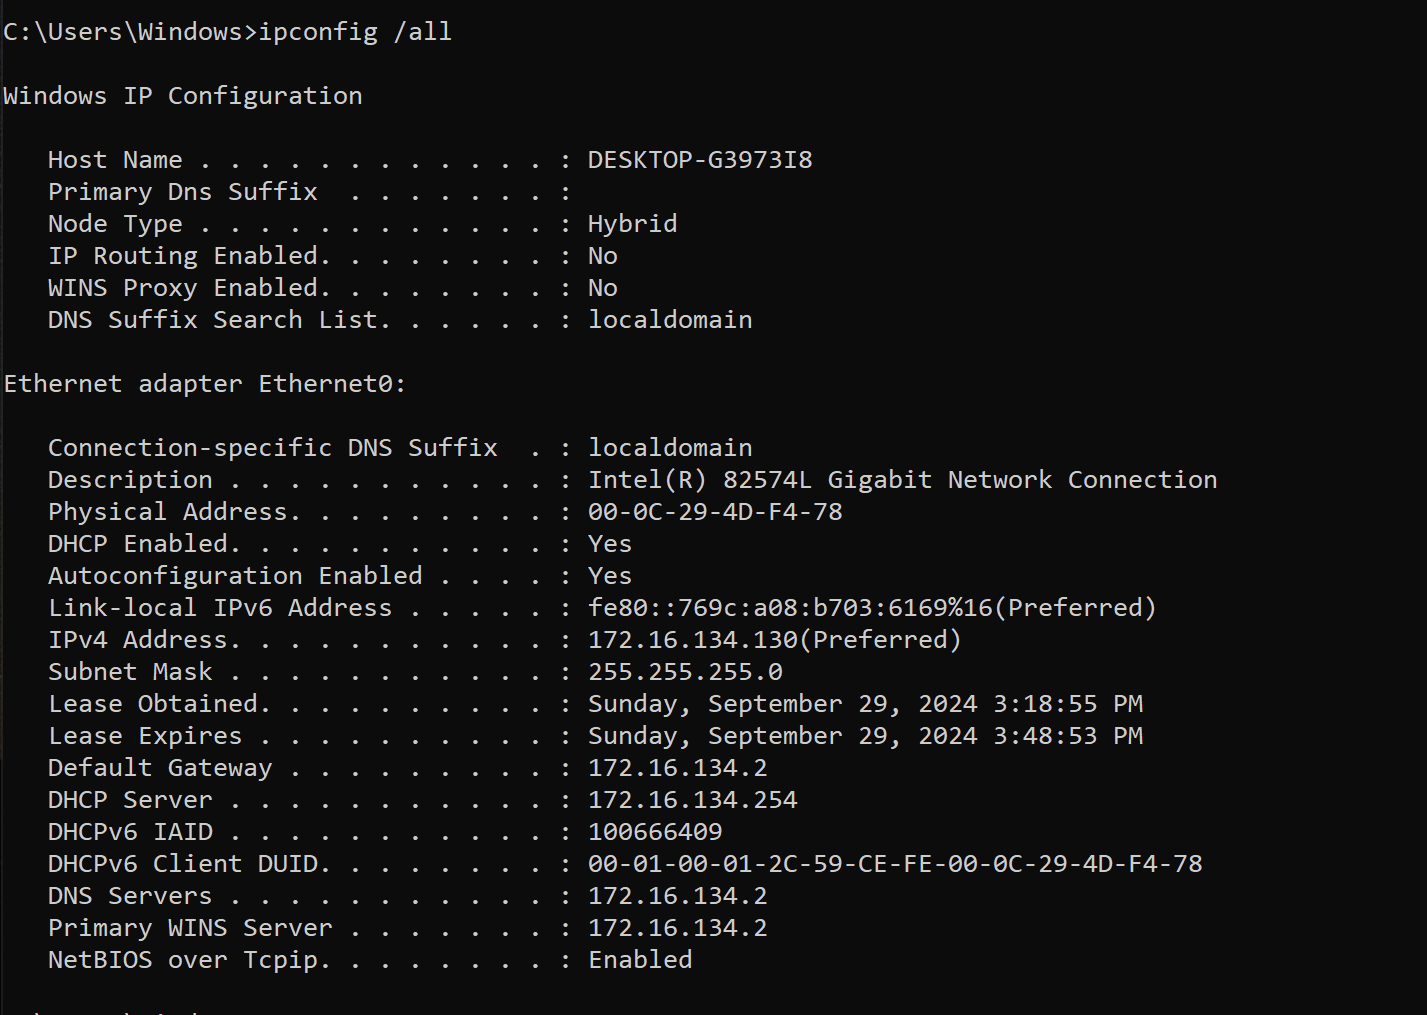 C:\Users\Windows>ipconfig /all
Windows IP Configuration
Host Name . . . . . . . . . . . . : DESKTOP-G3973I8
Primary Dns Suffix  . . . . . . . :
Node Type . . . . . . . . . . . . : Hybrid
IP Routing Enabled. . . . . . . . : No
WINS Proxy Enabled. . . . . . . . : No
DNS Suffix Search List. . . . . . : localdomain
Ethernet adapter Ethernet0:
Connection-specific DNS Suffix  . : localdomain
Description . . . . . . . . . . . : Intel(R) 82574L Gigabit Network Connection
Physical Address. . . . . . . . . : 00-0C-29-4D-F4-78
DHCP Enabled. . . . . . . . . . . : Yes
Autoconfiguration Enabled . . . . : Yes
Link-local IPv6 Address . . . . . : fe80::769c:a08:b703:6169%16(Preferred)
IPv4 Address. . . . . . . . . . . : 172.16.134.130(Preferred)
Subnet Mask . . . . . . . . . . . : 255.255.255.0
Lease Obtained. . . . . . . . . . : Sunday, September 29, 2024 3:18:55 PM
Lease Expires . . . . . . . . . . : Sunday, September 29, 2024 3:48:53 PM
Default Gateway . . . . . . . . . : 172.16.134.2
DHCP Server . . . . . . . . . . . : 172.16.134.254
DHCPv6 IAID . . . . . . . . . . . : 100666409
DHCPv6 Client DUID. . . . . . . . : 00-01-00-01-2C-59-CE-FE-00-0C-29-4D-F4-78
DNS Servers . . . . . . . . . . . : 172.16.134.2
Primary WINS Server . . . . . . . : 172.16.134.2
NetBIOS over Tcpip. . . . . . . . : Enabled